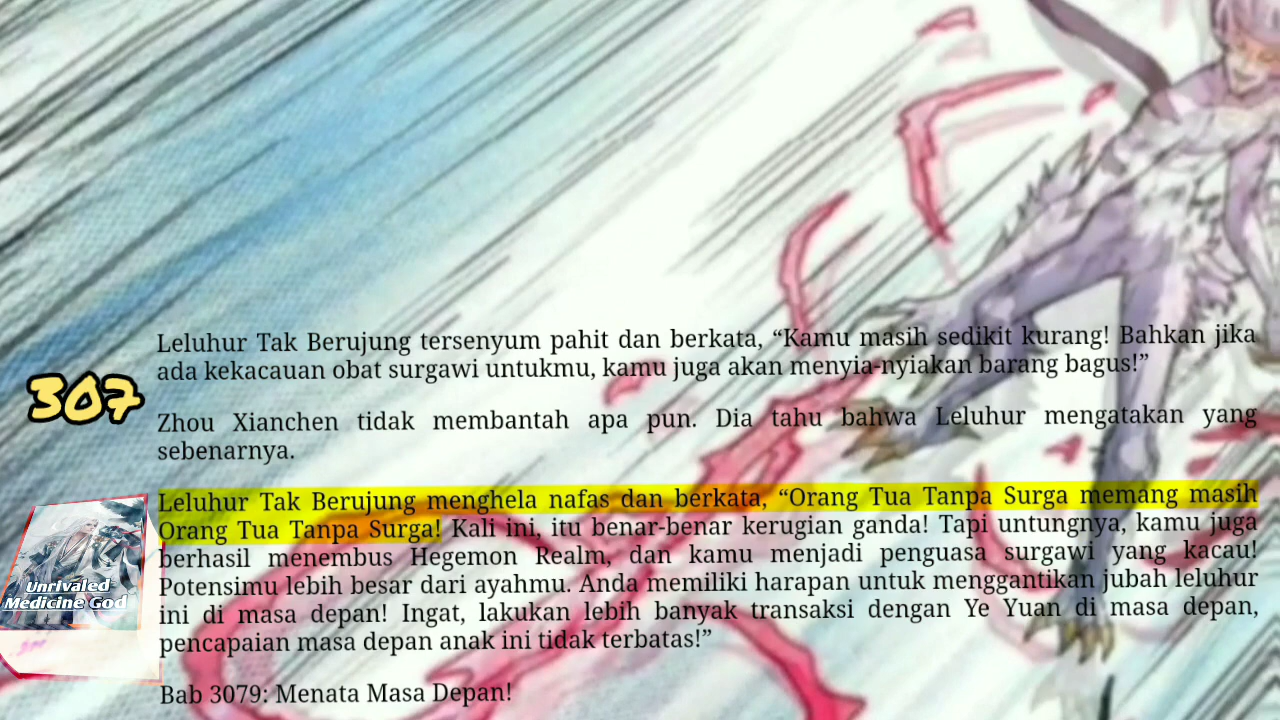 Leluhur Tak Berujung tersenyum pahit dan berkata, “Kamu masih sedikit kurang! Bahkan jika
ada kekacauan obat surgawi untukmu, kamu juga akan menyia-nyiakan barang bagus!”
Zhou Xianchen tidak membantah apa pun. Dia tahu bahwa Leluhur mengatakan yang
sebenarnya.
307
Leluhur Tak Berujung menghela nafas dan berkata, “Orang Tua Tanpa Surga memang masih
Orang Tua Tanpa Surga! Kali ini, itu benar-benar kerugian ganda! Tapi untungnya, kamu juga
berhasil menembus Hegemon Realm, dan kamu menjadi penguasa surgawi yang kacau!
Potensimu lebih besar dari ayahmu. Anda memiliki harapan untuk menggantikan jubah leluhur
ini di masa depan! Ingat, lakukan lebih banyak transaksi dengan Ye Yuan di masa depan,
pencapaian masa depan anak ini tidak terbatas!”
Unrivaled
Medicine God
Bab 3079: Menata Masa Depan!